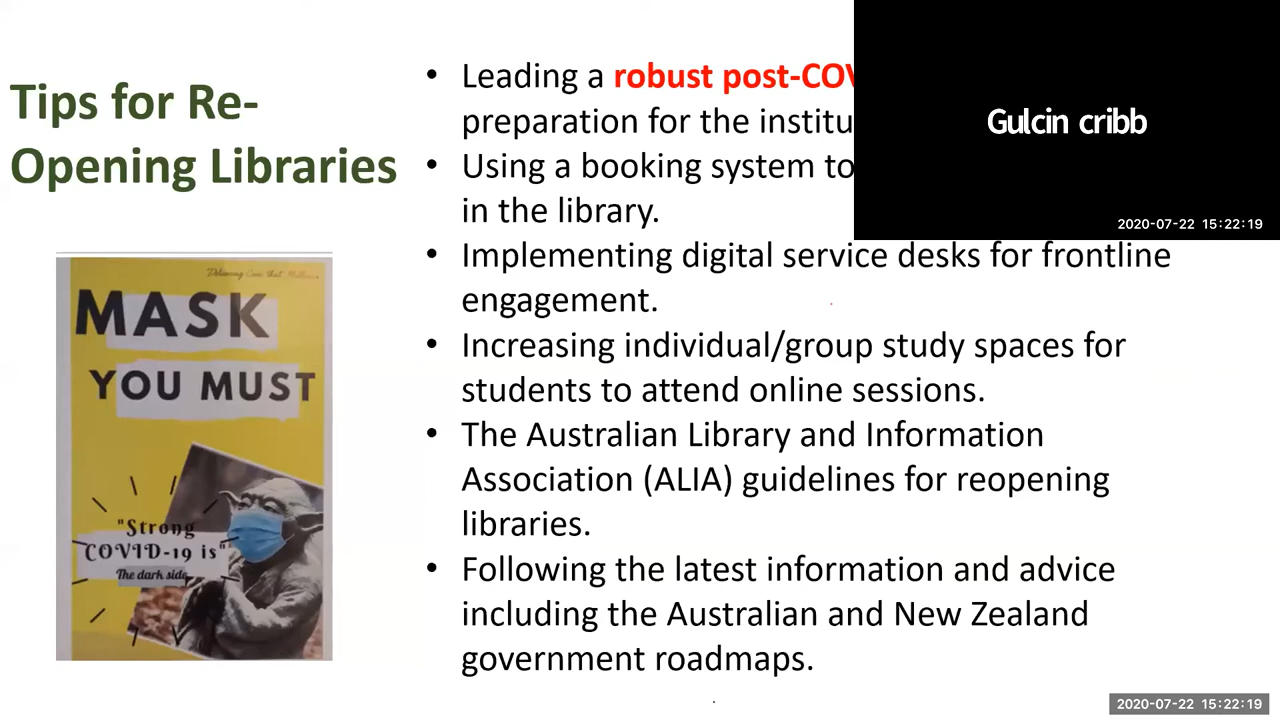 Tips for Re-
Opening Libraries
• Leading a robust post-COV
preparation for the institu
• Using a booking system to
in the library.
• Implementing digital service desks for frontline
engagement.
• Increasing individual/group study spaces for
students to attend online sessions.
• The Australian Library and Information
Association (ALIA) guidelines for reopening
libraries.
• Following the latest information and advice
including the Australian and New Zealand
government roadmaps.
Gulcin cribb
2020-07-22 15:22:19
Delivering Care that Matters
MASK
YOU MUST
"Strong
COVID-19 is"
The dark side
2020-07-22 15:22:19